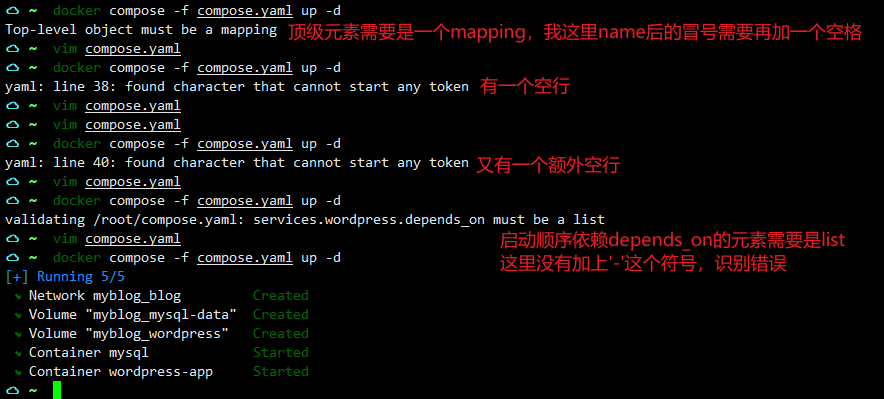 ~ docker compose -f compose.yaml up -d
Top-level object must be a mapping 顶级元素需要是一个mapping，我这里name后的冒号需要再加一个空格
~ vim compose.yaml
~ docker compose -f compose.yaml up -d
yaml: line 38: found character that cannot start any token 有一个空行
~ vim compose.yaml
~ vim compose.yaml
~ docker compose -f compose.yaml up -d
yaml: line 40: found character that cannot start any token 又有一个额外空行
~ vim compose.yaml
~ docker compose -f compose.yaml up -d
validating /root/compose.yaml: services.wordpress.depends_on must be a list
~ vim compose.yaml 启动顺序依赖depends_on的元素需要是list
~ docker compose -f compose.yaml up -d 这里没有加上'-'这个符号，识别错误
[+] Running 5/5
Network myblog_blog Created
Volume "myblog_mysql-data" Created
Volume "myblog_wordpress" Created
Container mysql Started
Container wordpress-app Started
~